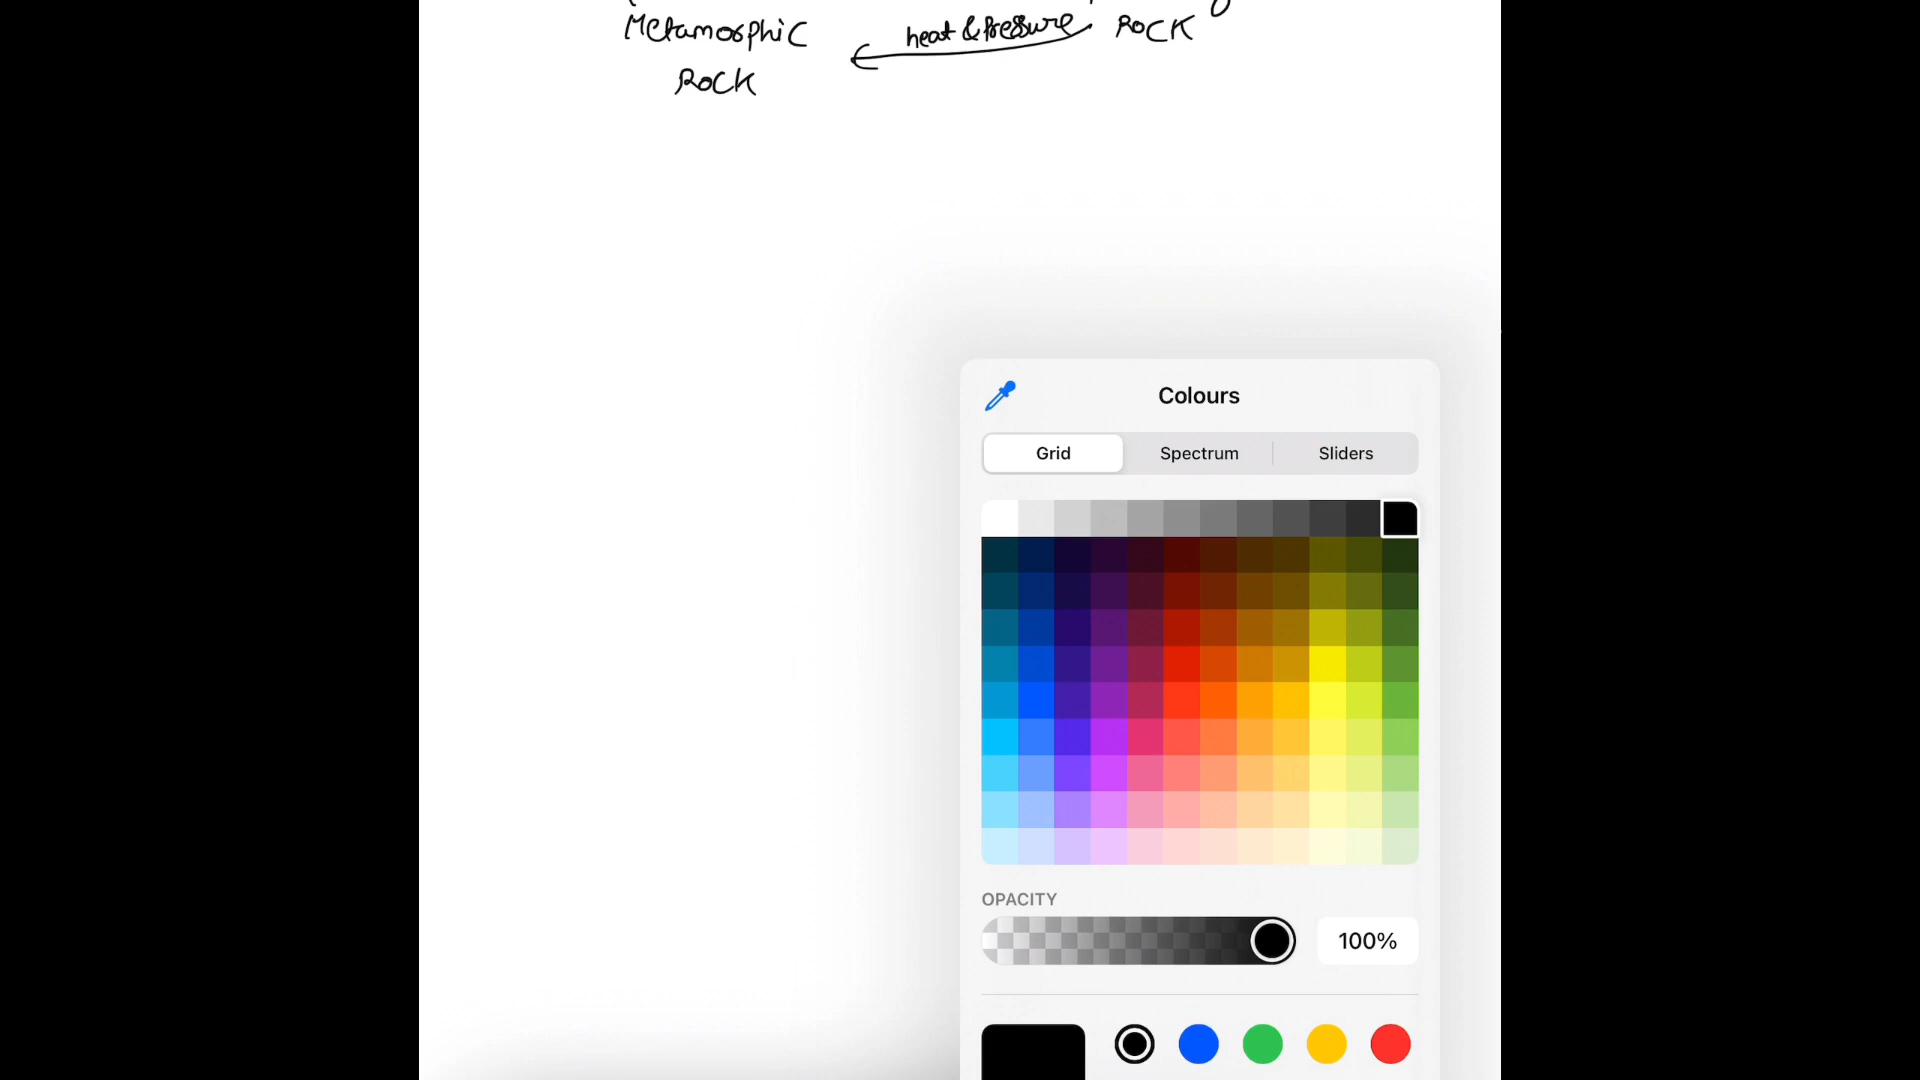 Metamorphic
ROCK
heat & Pressure
ROCK
Colours
Grid
Spectrum
Sliders
OPACITY
100%